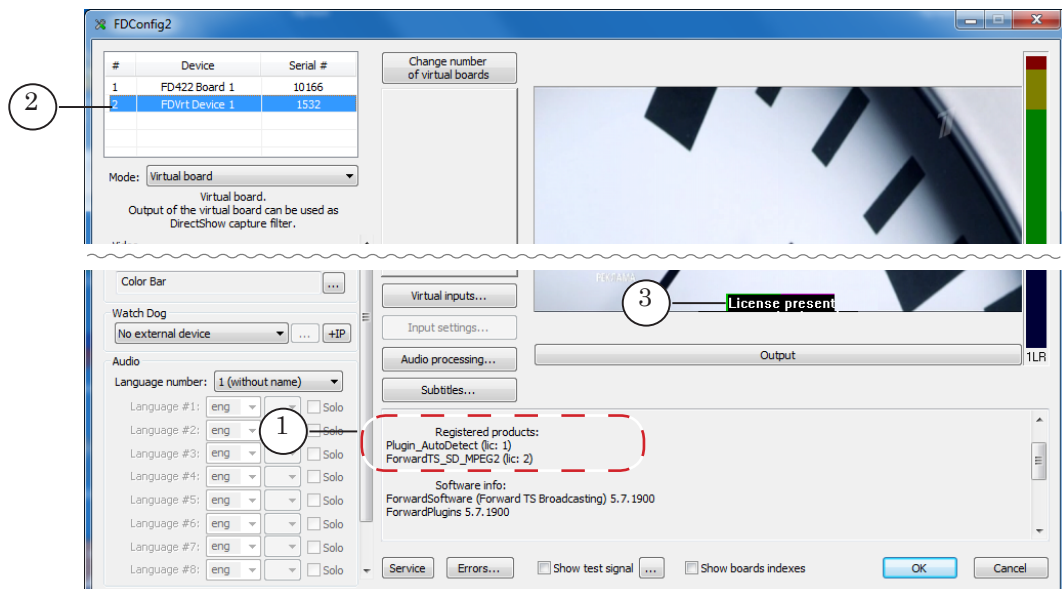 FDConfig2
# Device Serial #
1 FD422 Board 1 10166
2 FDVrt Device 1 1532
2
Mode: Virtual board
Virtual board.
Output of the virtual board can be used as
DirectShow capture filter.
Change number
of virtual boards
Color Bar
...
Watch Dog
No external device ... +IP
Audio
Language number: 1 (without name)
Language #1: eng Solo
Language #2: eng Solo
Language #3: eng Solo
Language #4: eng Solo
Language #5: eng Solo
Language #6: eng Solo
Language #7: eng Solo
Language #8: eng Solo
Virtual inputs...
Input settings...
Audio processing...
Subtitles...
3
License present
Output
1LR
1
Registered products:
Plugin_AutoDetect (lic: 1)
ForwardTS_SD_MPEG2 (lic: 2)
Software info:
ForwardSoftware (Forward TS Broadcasting) 5.7.1900
ForwardPlugins 5.7.1900
Service Errors... Show test signal ... Show boards indexes OK Cancel